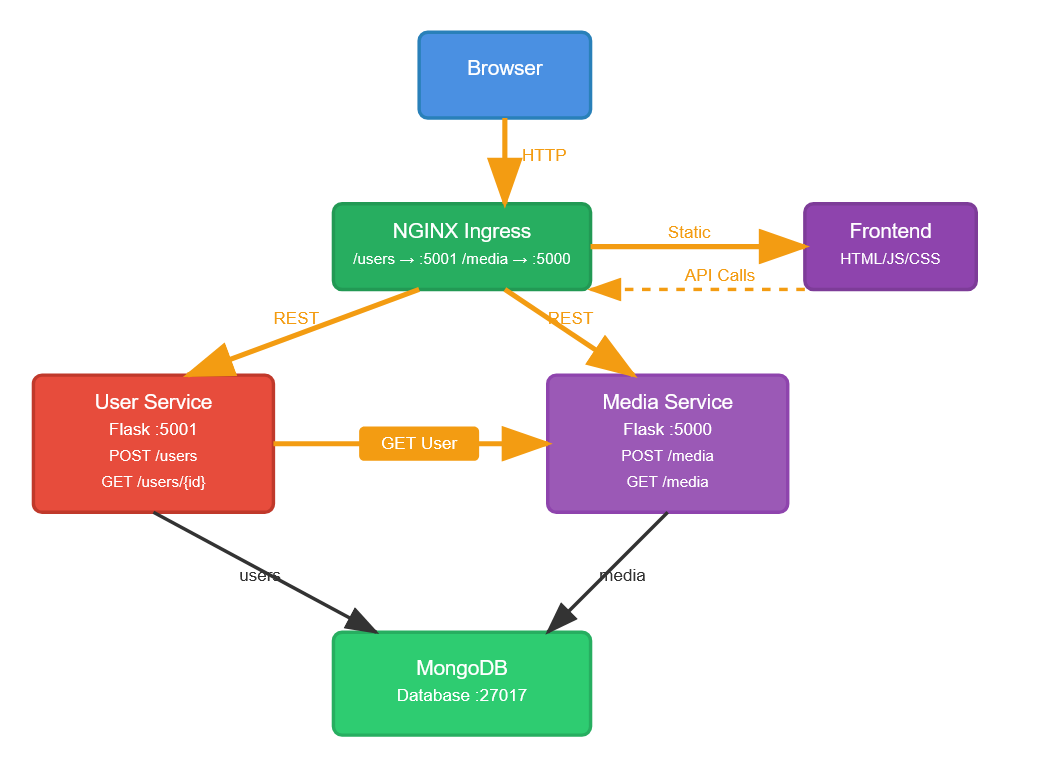 Browser
HTTP
NGINX Ingress
/users → :5001 /media → :5000
Static
Frontend
HTML/JS/CSS
API Calls
REST
REST
User Service
Flask :5001
POST /users
GET /users/{id}
GET User
Media Service
Flask :5000
POST /media
GET /media
users
media
MongoDB
Database :27017